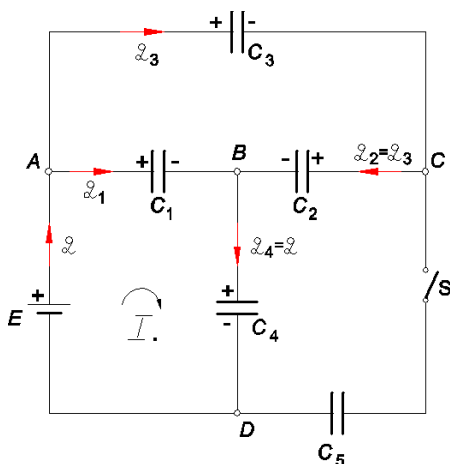 + - C3
𝒬3
A B C
+ - - + 𝒬2=𝒬3
𝒬1 C1 C2
𝒬 𝒬4=𝒬
+ + S
E I. - C4
D
C5